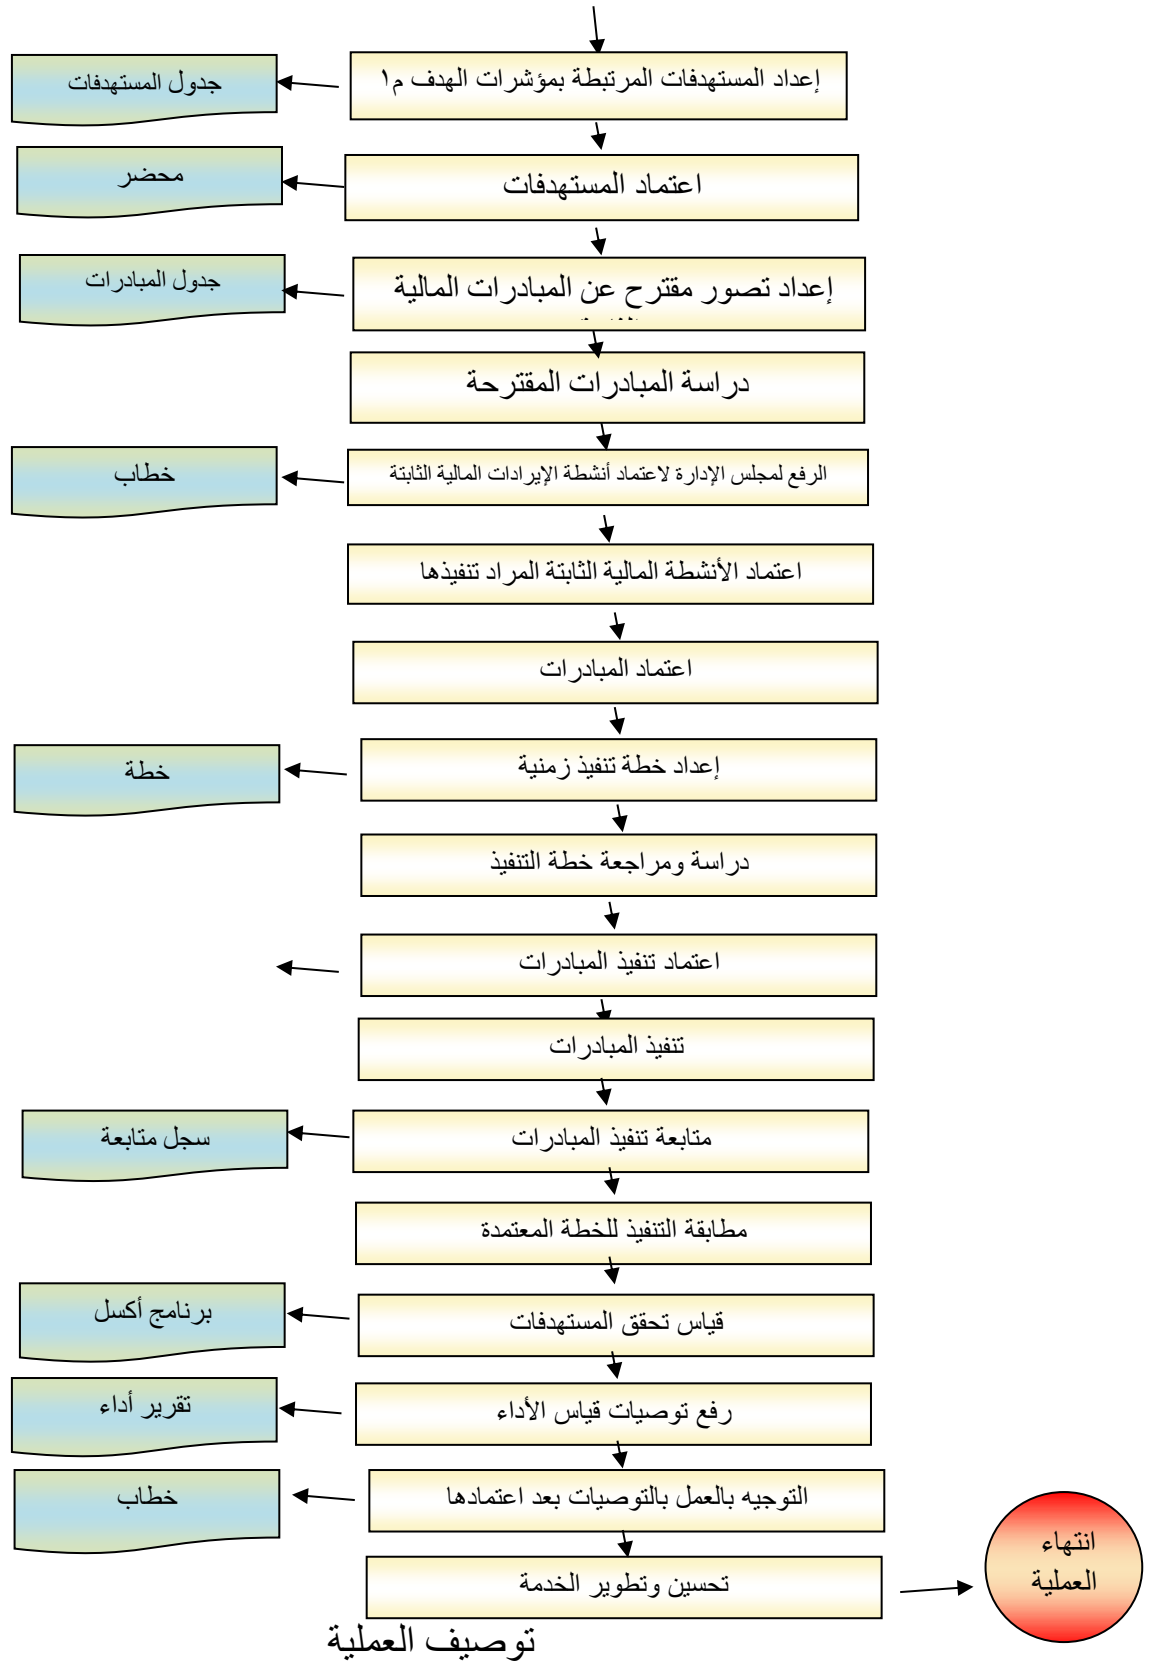 إعداد المستهدفات المرتبطة بمؤشرات الهدف م١
جدول المستهدفات
اعتماد المستهدفات
محضر
إعداد تصور مقترح عن المبادرات المالية
جدول المبادرات
دراسة المبادرات المقترحة
الرفع لمجلس الإدارة لاعتماد أنشطة الإيرادات المالية الثابتة
خطاب
اعتماد الأنشطة المالية الثابتة المراد تنفيذها
اعتماد المبادرات
إعداد خطة تنفيذ زمنية
خطة
دراسة ومراجعة خطة التنفيذ
اعتماد تنفيذ المبادرات
تنفيذ المبادرات
متابعة تنفيذ المبادرات
سجل متابعة
مطابقة التنفيذ للخطة المعتمدة
قياس تحقق المستهدفات
برنامج أكسل
رفع توصيات قياس الأداء
تقرير أداء
التوجيه بالعمل بالتوصيات بعد اعتمادها
خطاب
تحسين وتطوير الخدمة
انتهاء
العملية
توصيف العملية